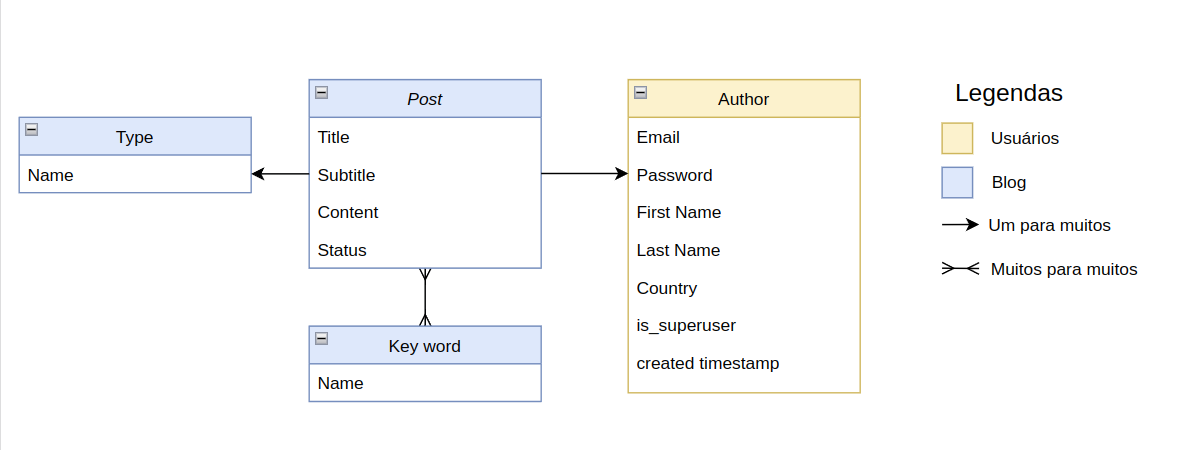 Type
Name
Post
Title
Subtitle
Content
Status
Key word
Name
Author
Email
Password
First Name
Last Name
Country
is_superuser
created timestamp
Legendas
Usuários
Blog
Um para muitos
Muitos para muitos